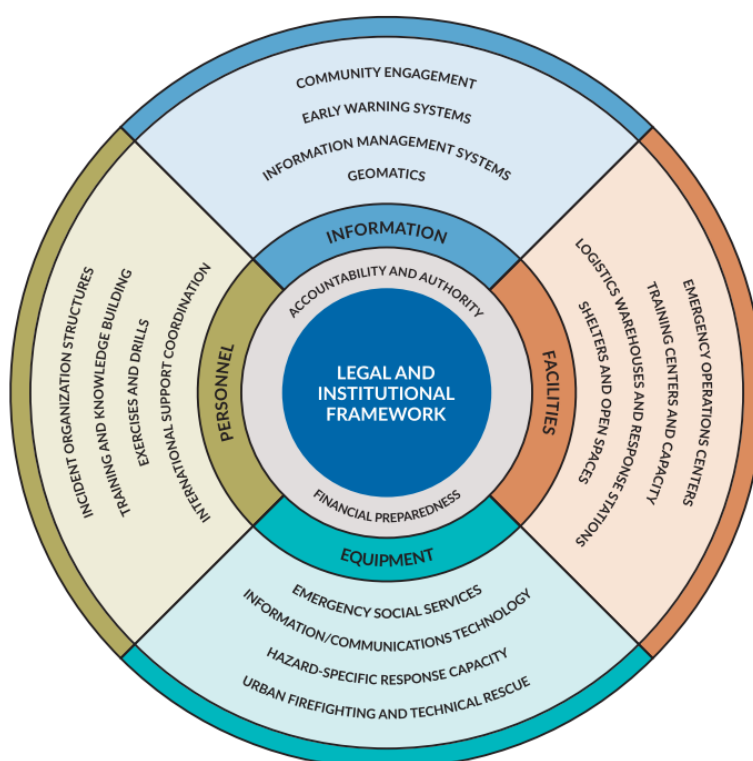 COMMUNITY ENGAGEMENT
EARLY WARNING SYSTEMS
INFORMATION MANAGEMENT SYSTEMS
GEOMATICS
INFORMATION
ACCOUNTABILITY AND AUTHORITY
LEGAL AND
INSTITUTIONAL
FRAMEWORK
FINANCIAL PREPAREDNESS
PERSONNEL
INCIDENT ORGANIZATION STRUCTURES
TRAINING AND KNOWLEDGE BUILDING
EXERCISES AND DRILLS
INTERNATIONAL SUPPORT COORDINATION
FACILITIES
EMERGENCY OPERATIONS CENTERS
TRAINING CENTERS AND CAPACITY
LOGISTICS WAREHOUSES AND RESPONSE STATIONS
SHELTERS AND OPEN SPACES
EQUIPMENT
EMERGENCY SOCIAL SERVICES
INFORMATION/COMMUNICATIONS TECHNOLOGY
HAZARD-SPECIFIC RESPONSE CAPACITY
URBAN FIREFIGHTING AND TECHNICAL RESCUE